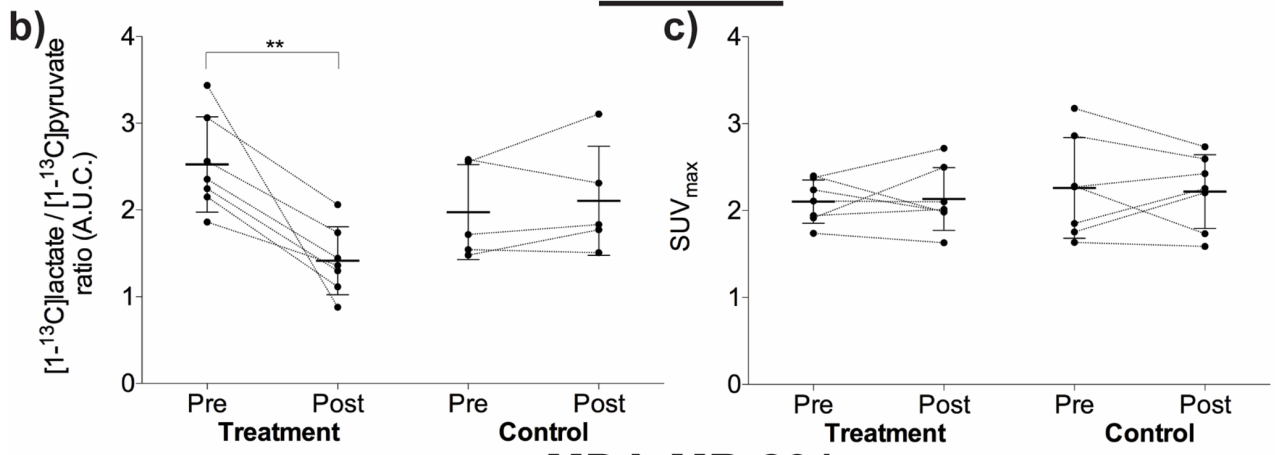 b)
[1-¹³C]lactate / [1-¹³C]pyruvate
ratio (A.U.C.)
4
3
2
1
0
**
Pre Post Pre Post
Treatment Control
c)
SUVmax
4
3
2
1
0
Pre Post Pre Post
Treatment Control